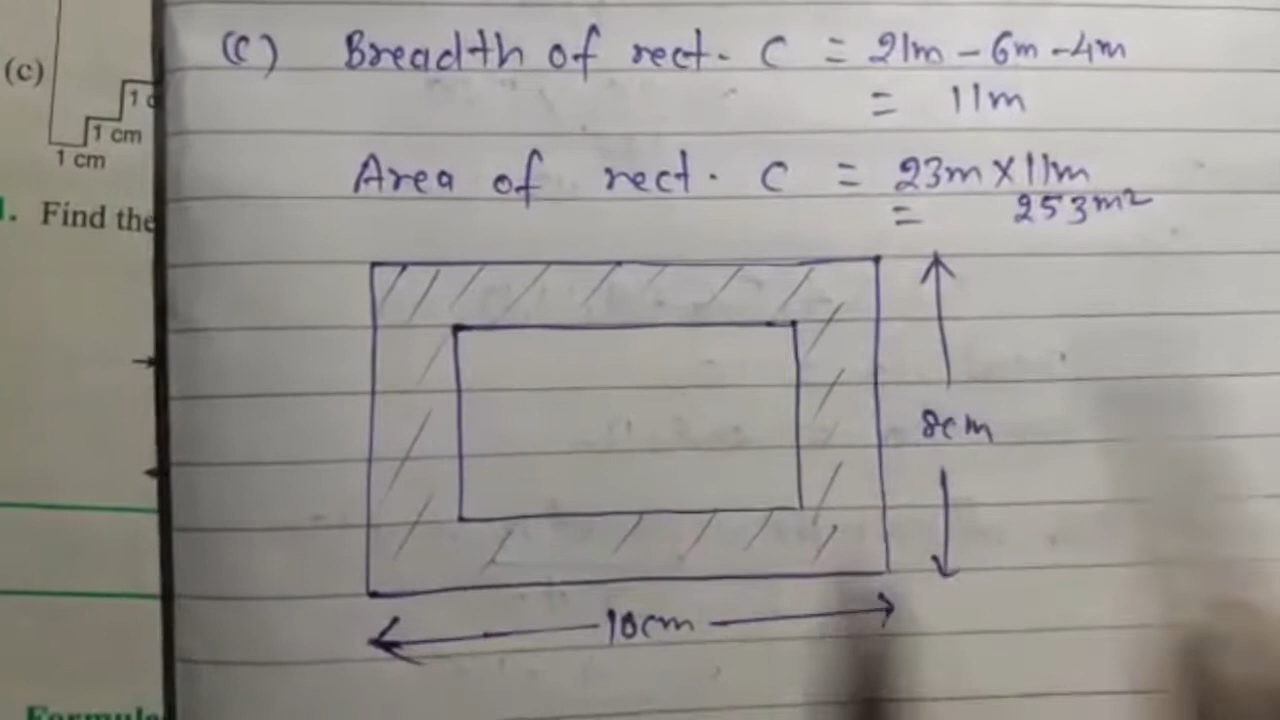 (c) Breadth of rect. C = 21m - 6m - 4m
= 11m
Area of rect. C = 23m × 11m
= 253m²
8cm
10cm
(c)
1 cm
1 cm
Find the